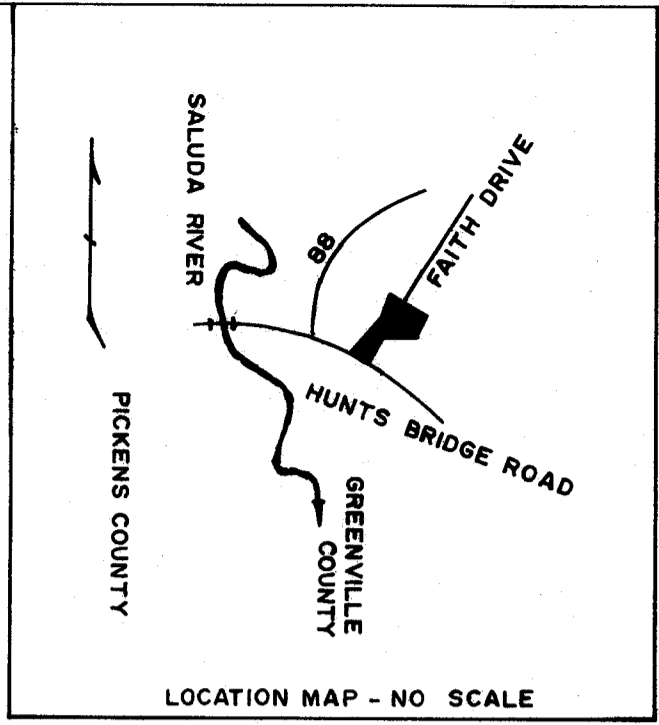 SALUDA RIVER
88
FAITH DRIVE
HUNTS BRIDGE ROAD
PICKENS COUNTY
GREENVILLE
COUNTY
LOCATION MAP - NO SCALE